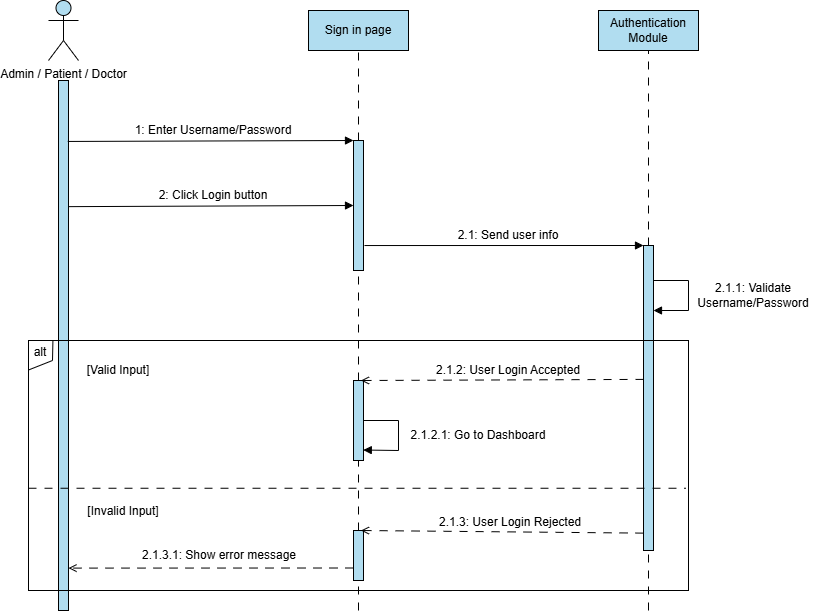 Sign in page
Authentication
Module
Admin / Patient / Doctor
1: Enter Username/Password
2: Click Login button
2.1: Send user info
2.1.1: Validate
Username/Password
alt
[Valid Input]
2.1.2: User Login Accepted
2.1.2.1: Go to Dashboard
[Invalid Input]
2.1.3: User Login Rejected
2.1.3.1: Show error message